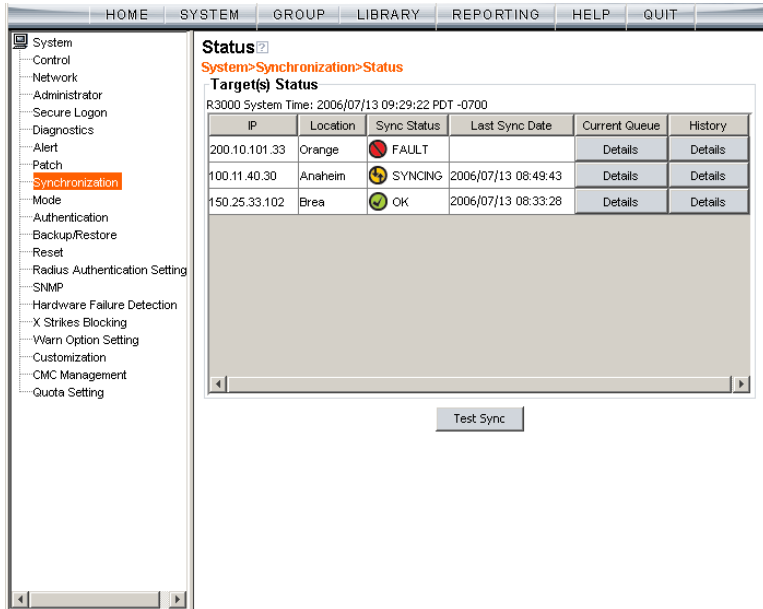 HOME SYSTEM GROUP LIBRARY REPORTING HELP QUIT
System
Control
Network
Administrator
Secure Logon
Diagnostics
Alert
Patch
Synchronization
Mode
Authentication
Backup/Restore
Reset
Radius Authentication Setting
SNMP
Hardware Failure Detection
X Strikes Blocking
Warn Option Setting
Customization
CMC Management
Quota Setting
Status ?
System>Synchronization>Status
Target(s) Status
R3000 System Time: 2006/07/13 09:29:22 PDT -0700
IP Location Sync Status Last Sync Date Current Queue History
200.10.101.33 Orange FAULT Details Details
100.11.40.30 Anaheim SYNCING 2006/07/13 08:49:43 Details Details
150.25.33.102 Brea OK 2006/07/13 08:33:28 Details Details
Test Sync